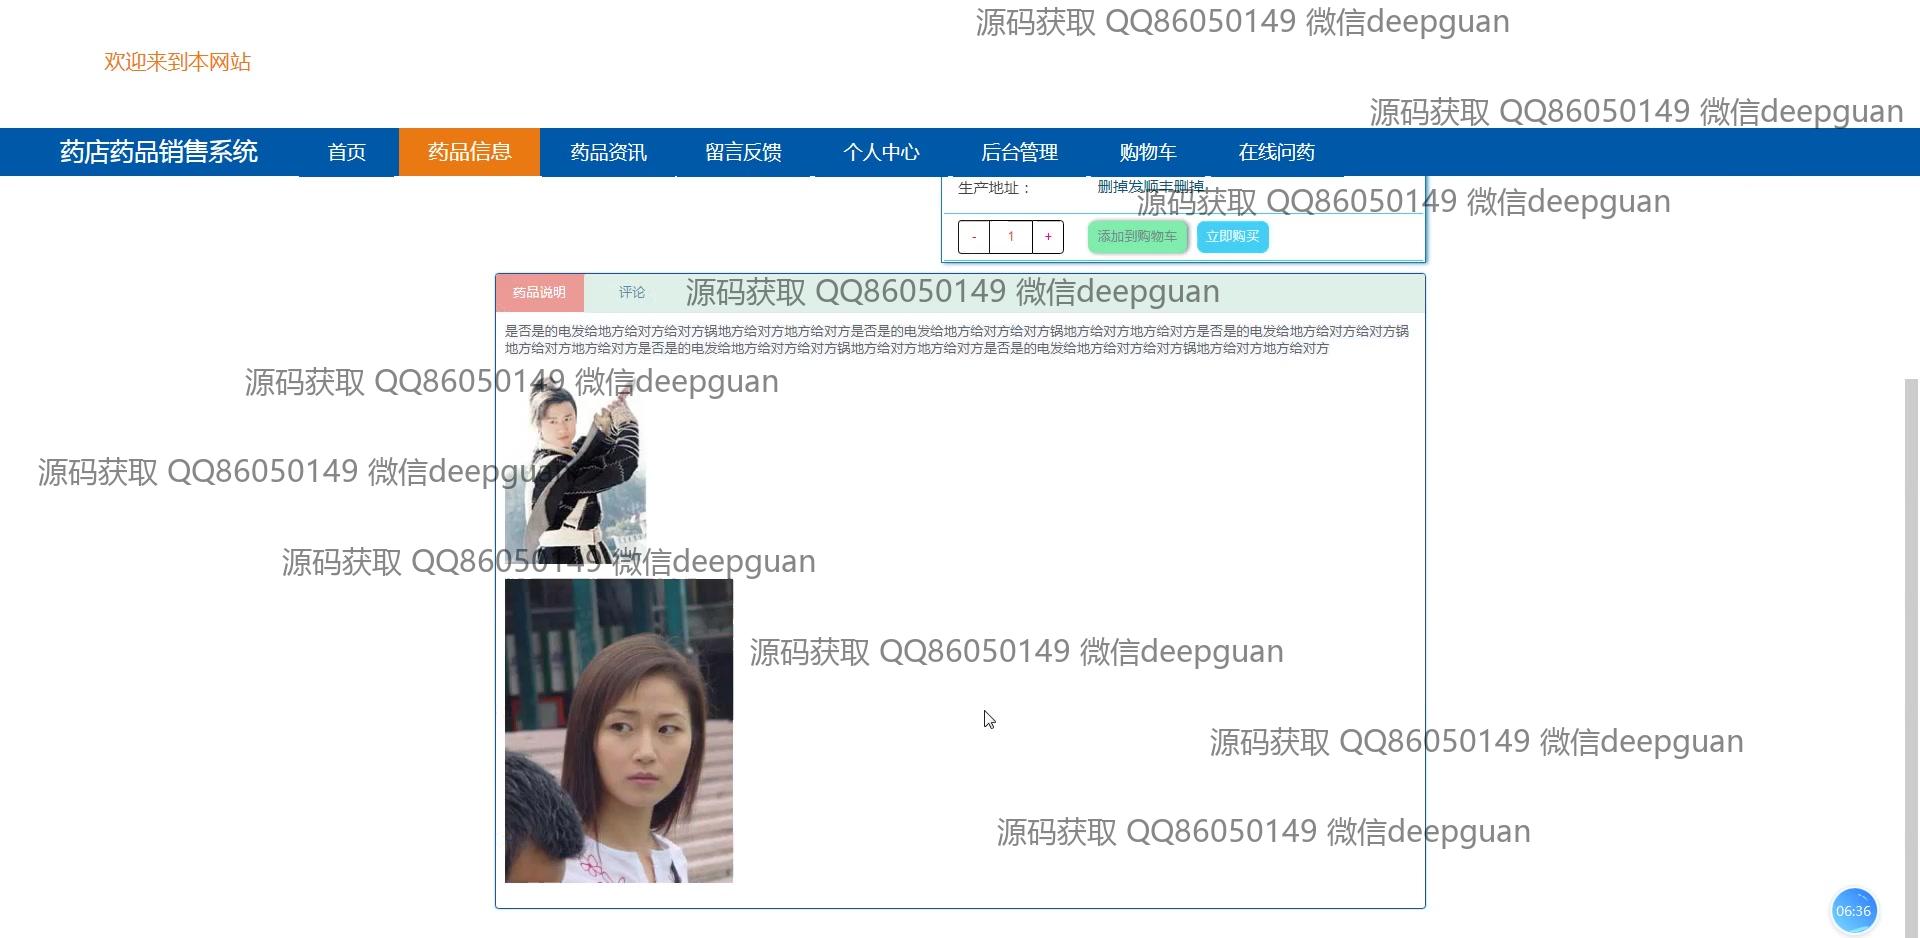 源码获取 QQ86050149 微信deepguan
欢迎来到本网站
源码获取 QQ86050149 微信deepguan
药店药品销售系统 首页 药品信息 药品资讯 留言反馈 个人中心 后台管理 购物车 在线问药
生产地址： 删掉发顺丰删掉
源码获取 QQ86050149 微信deepguan
- 1 + 添加到购物车 立即购买
药品说明 评论
源码获取 QQ86050149 微信deepguan
是否是的电发给地方给对方给对方锅地方给对方地方给对方是否是的电发给地方给对方给对方锅地方给对方地方给对方是否是的电发给地方给对方给对方锅
地方给对方地方给对方是否是的电发给地方给对方给对方锅地方给对方地方给对方是否是的电发给地方给对方给对方锅地方给对方地方给对方
源码获取 QQ86050149 微信deepguan
源码获取 QQ86050149 微信deepguan
源码获取 QQ86050149 微信deepguan
源码获取 QQ86050149 微信deepguan
源码获取 QQ86050149 微信deepguan
源码获取 QQ86050149 微信deepguan
06:36